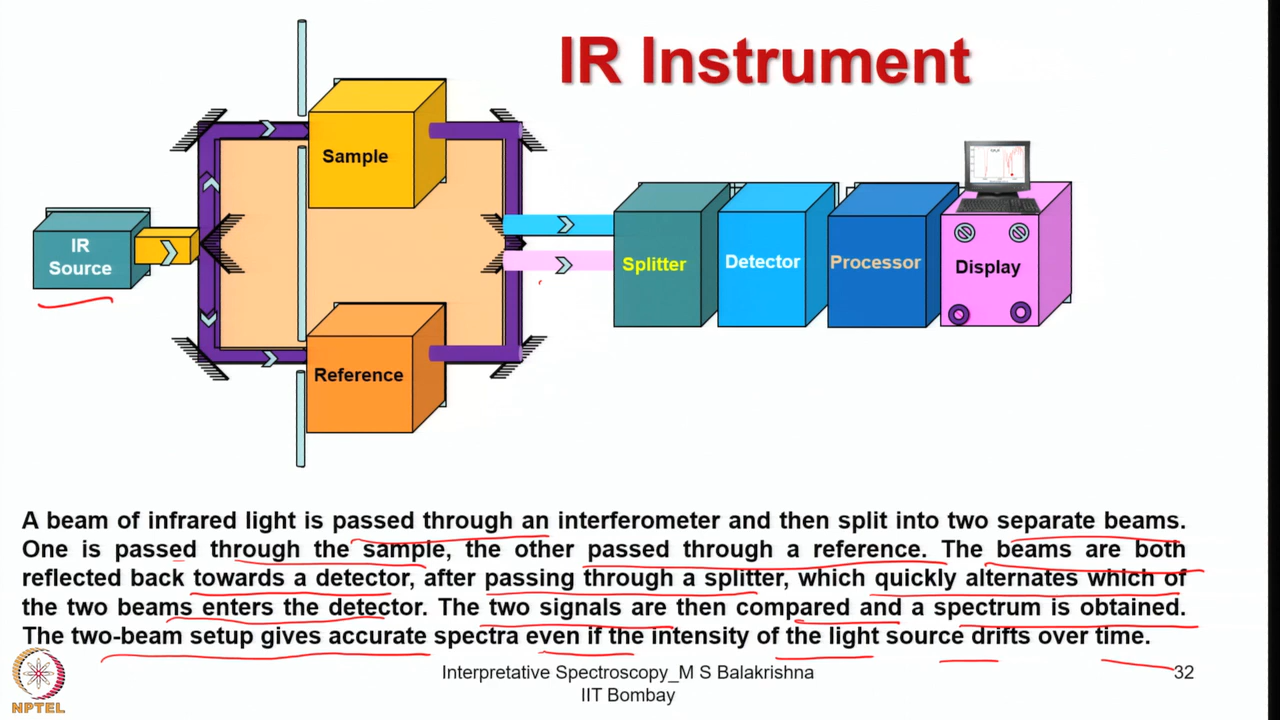 IR Instrument
Sample
IR
Source
Splitter
Detector
Processor
Display
Reference
A beam of infrared light is passed through an interferometer and then split into two separate beams.
One is passed through the sample, the other passed through a reference. The beams are both
reflected back towards a detector, after passing through a splitter, which quickly alternates which of
the two beams enters the detector. The two signals are then compared and a spectrum is obtained.
The two-beam setup gives accurate spectra even if the intensity of the light source drifts over time.
Interpretative Spectroscopy_M S Balakrishna
IIT Bombay
32
NPTEL